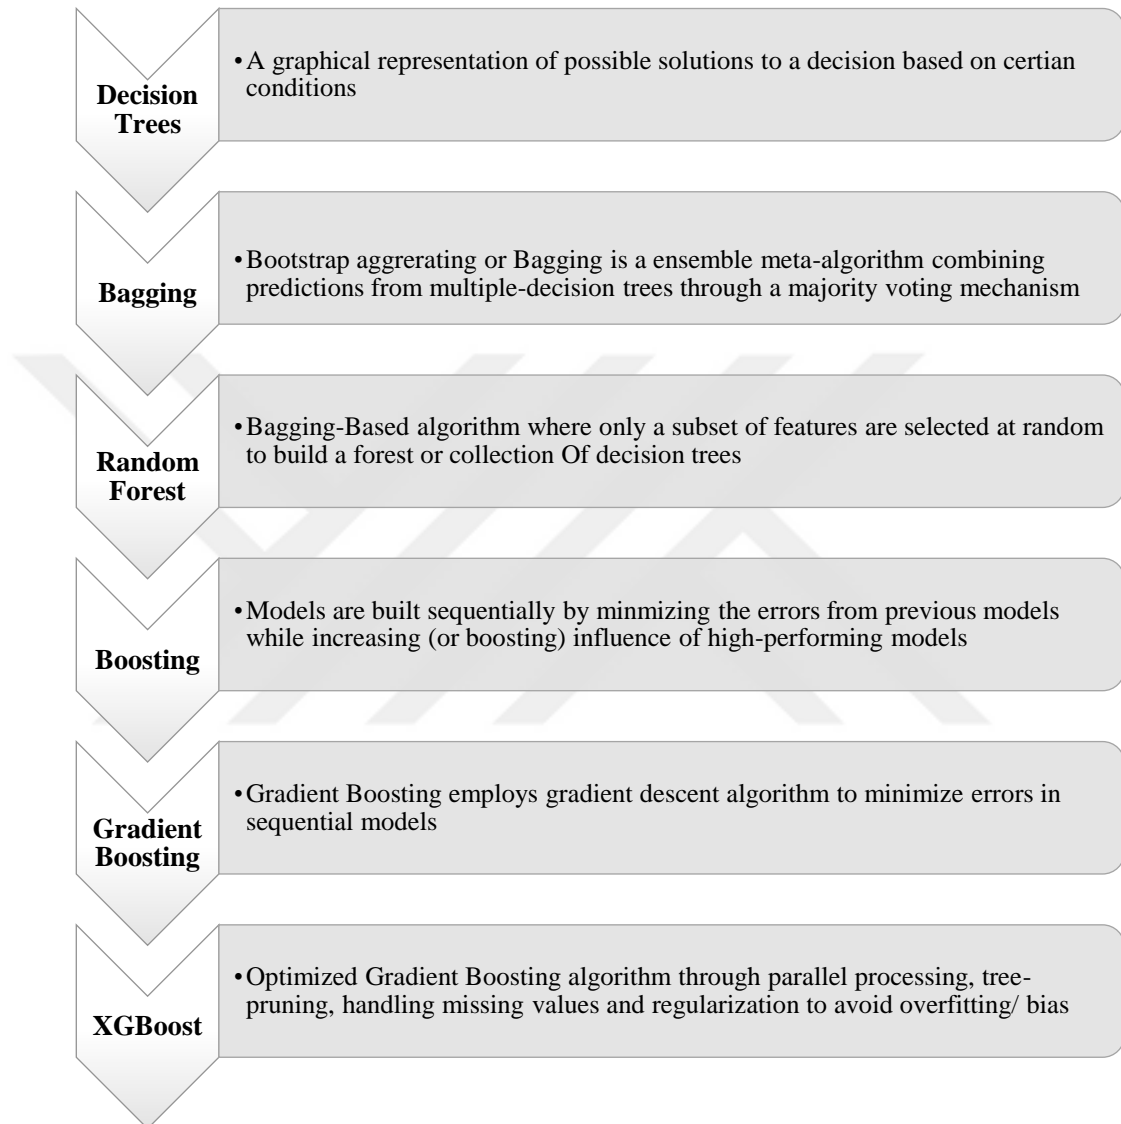 Decision
Trees
•A graphical representation of possible solutions to a decision based on certian
conditions
Bagging
•Bootstrap aggrerating or Bagging is a ensemble meta-algorithm combining
predictions from multiple-decision trees through a majority voting mechanism
Random
Forest
•Bagging-Based algorithm where only a subset of features are selected at random
to build a forest or collection Of decision trees
Boosting
•Models are built sequentially by minmizing the errors from previous models
while increasing (or boosting) influence of high-performing models
Gradient
Boosting
•Gradient Boosting employs gradient descent algorithm to minimize errors in
sequential models
XGBoost
•Optimized Gradient Boosting algorithm through parallel processing, tree-
pruning, handling missing values and regularization to avoid overfitting/ bias